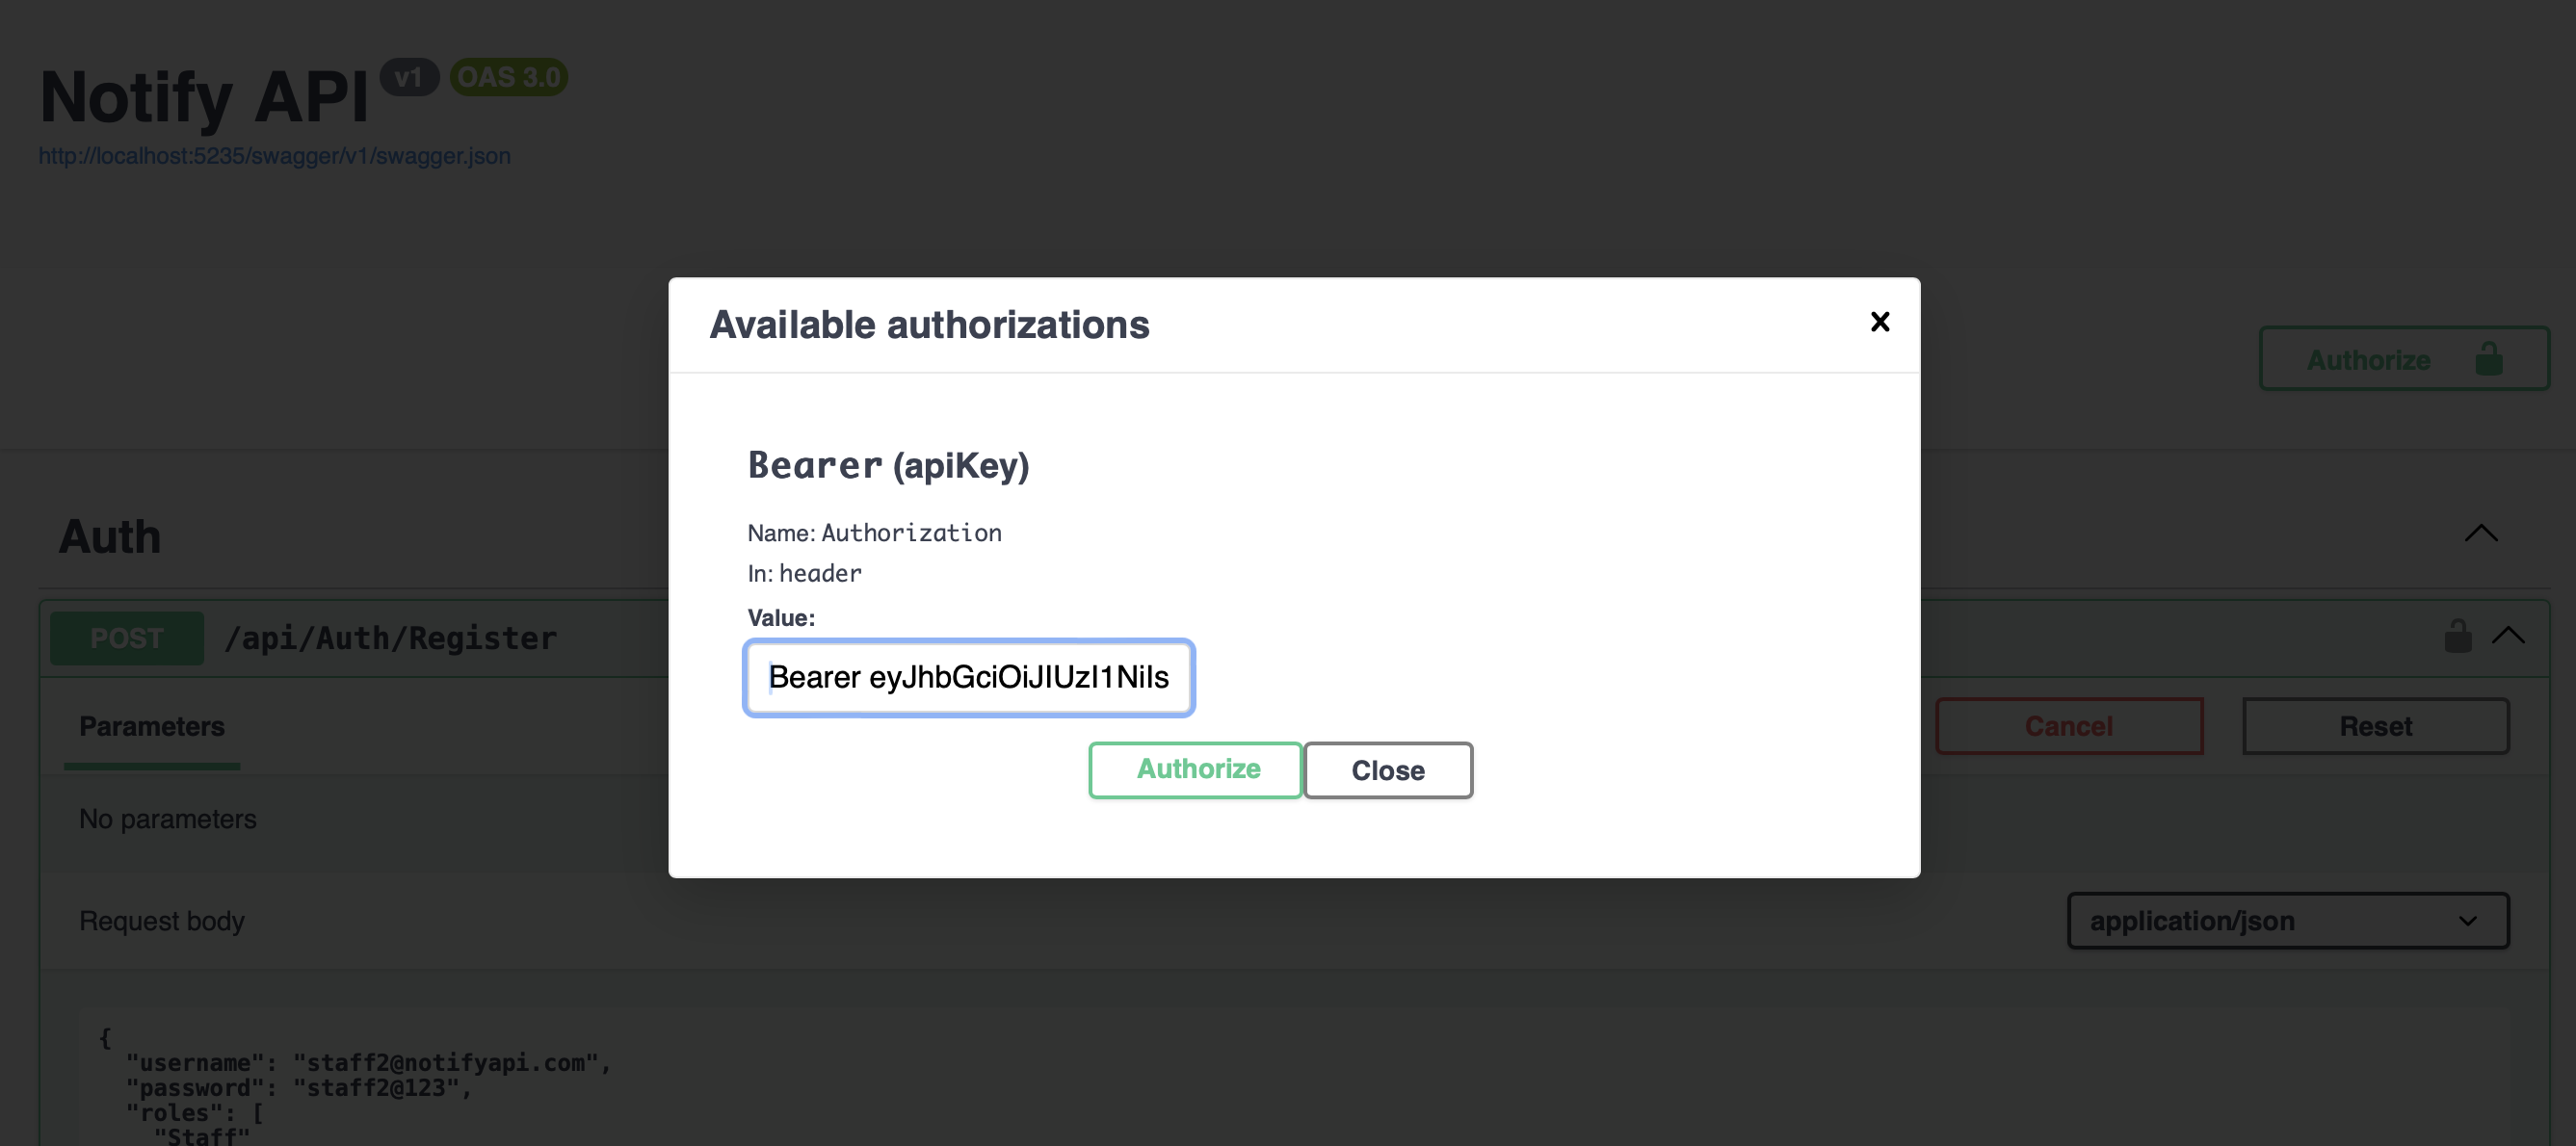 Notify API v1 OAS 3.0
http://localhost:5235/swagger/v1/swagger.json
Available authorizations
Authorize
Bearer (apiKey)
Name: Authorization
In: header
Value:
Bearer eyJhbGciOiJIUzI1NiIs
Authorize Close
Auth
POST /api/Auth/Register
Parameters
Cancel Reset
No parameters
Request body
application/json
{
"username": "staff2@notifyapi.com",
"password": "staff2@123",
"roles": [
"Staff"